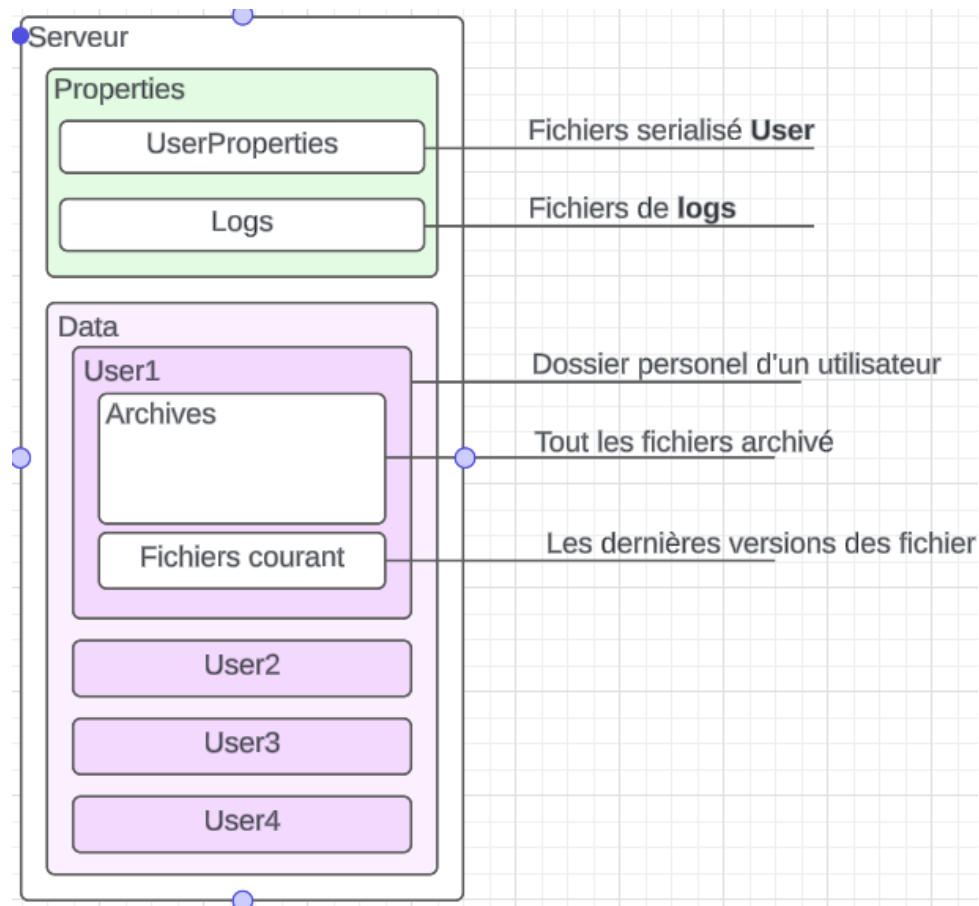 Serveur
Properties
UserProperties
Fichiers serialisé User
Logs
Fichiers de logs
Data
User1
Dossier personel d'un utilisateur
Archives
Tout les fichiers archivé
Fichiers courant
Les dernières versions des fichier
User2
User3
User4